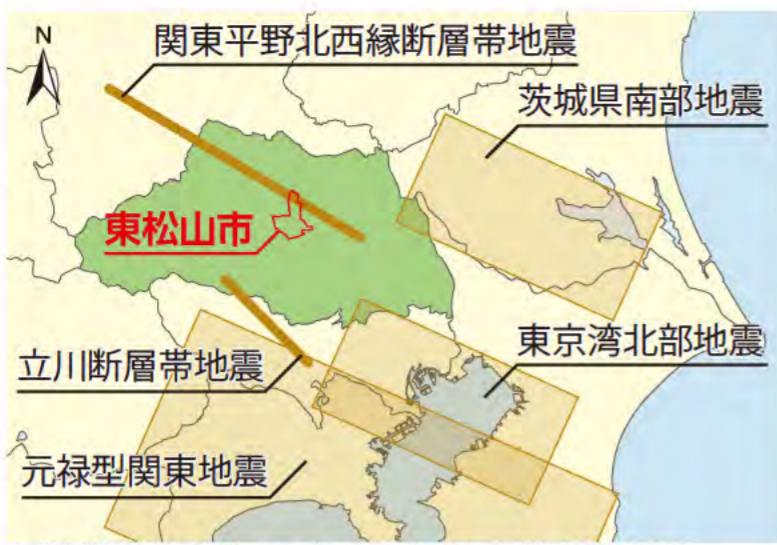 N
関東平野北西縁断層帯地震
茨城県南部地震
東松山市
東京湾北部地震
立川断層帯地震
元禄型関東地震